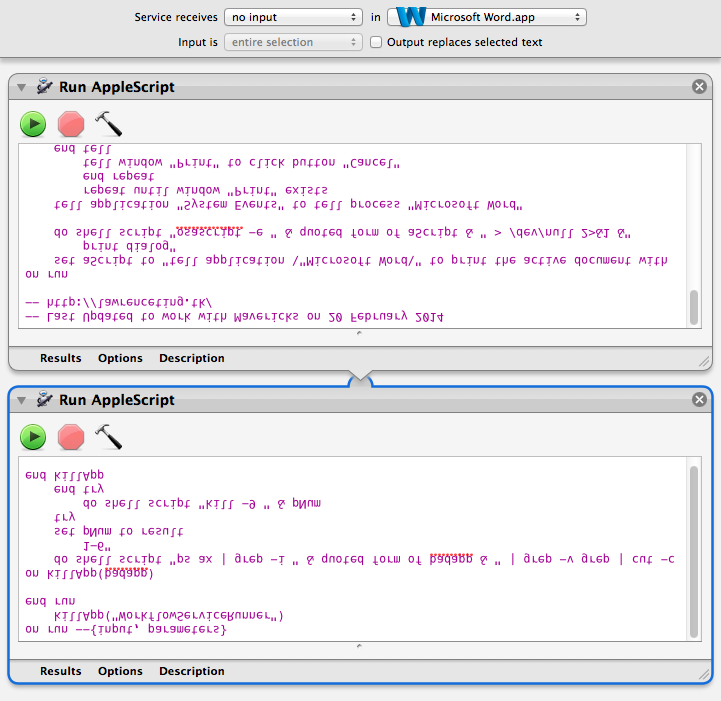 Service receives no input in Microsoft Word.app
Input is entire selection Output replaces selected text
Run AppleScript
-- Last Updated to work with Mavericks on 20 February 2014
-- http://lawrenceting.tk/
on run
set aScript to "tell application \"Microsoft Word\" to print the active document with
print dialog"
do shell script "osascript -e " & quoted form of aScript & " > /dev/null 2>&1 &"
tell application "System Events" to tell process "Microsoft Word"
repeat until window "Print" exists
end repeat
tell window "Print" to click button "Cancel"
end tell
Results Options Description
Run AppleScript
on run --{input, parameters}
killApp("WorkflowServiceRunner")
end run
on killApp(badapp)
do shell script "ps ax | grep -i " & quoted form of badapp & " | grep -v grep | cut -c
1-6"
set pNum to result
try
do shell script "kill -9 " & pNum
end try
end killApp
Results Options Description